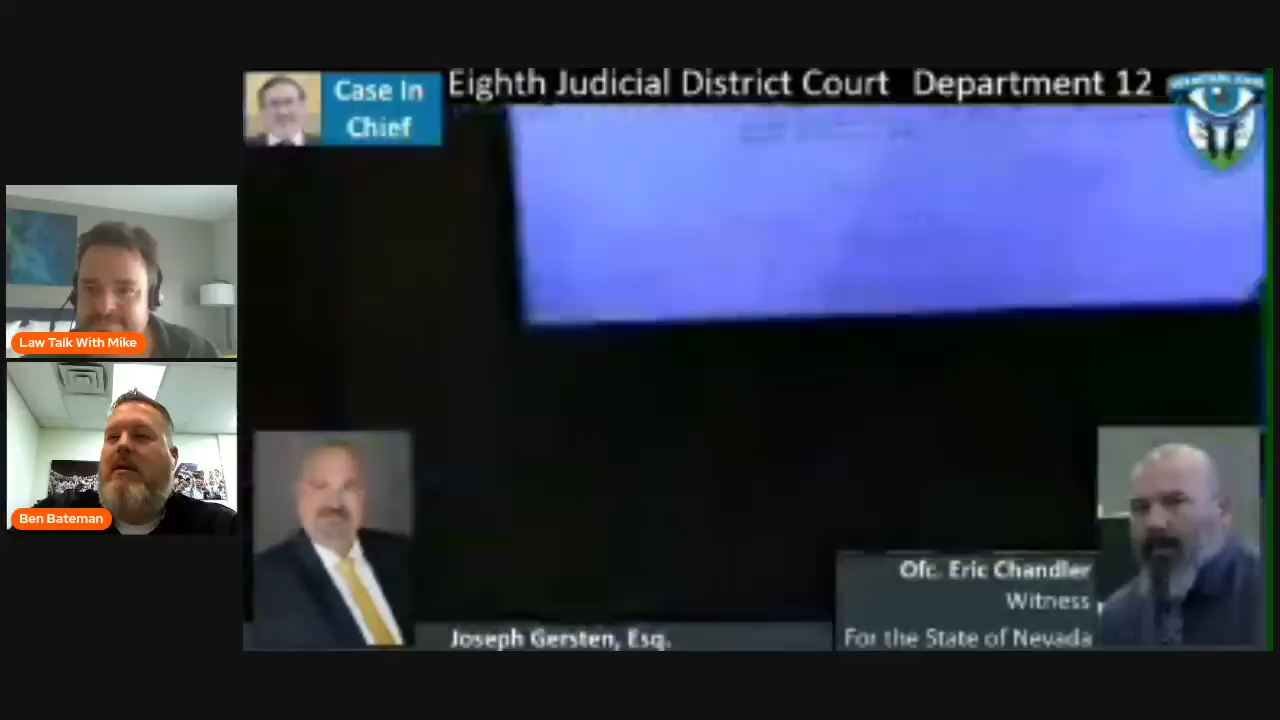 Case In
Chief
Eighth Judicial District Court Department 12
Law Talk With Mike
Ben Bateman
Joseph Gersten, Esq.
Ofc. Eric Chandler
Witness
For the State of Nevada